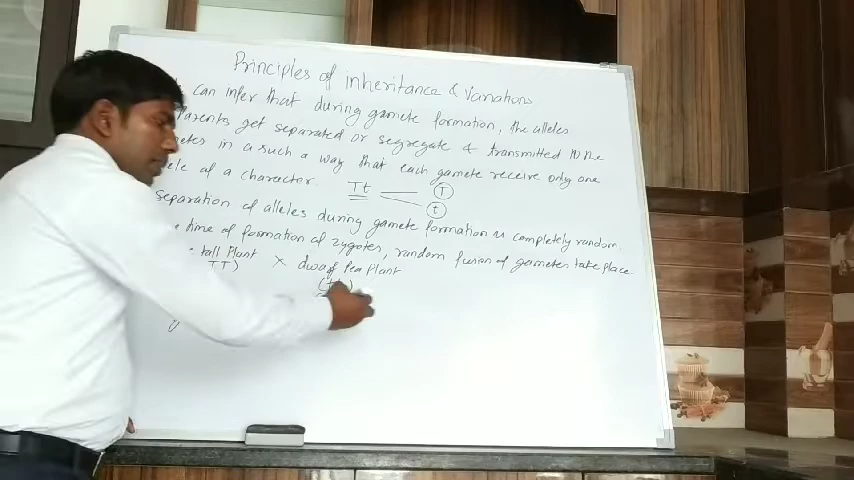 Principles of inheritance & Variations
can infer that during gamete formation, the alleles
Parents get separated or segregate & transmitted to the
in a such a way that each gamete receive only one
of a character. Tt T
t
Separation of alleles during gamete formation is completely random.
time of formation of zygotes, random fusion of gametes take place
tall Plant × dwarf Pea Plant
TT)